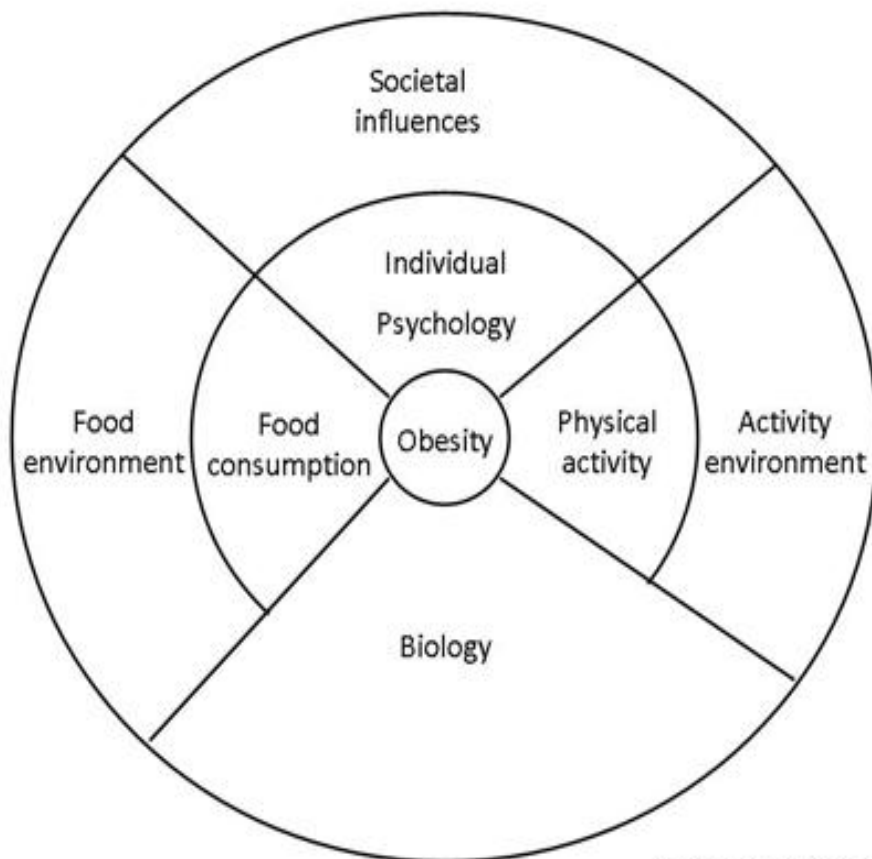 Societal
influences
Individual
Psychology
Food
environment
Food
consumption
Obesity
Physical
activity
Activity
environment
Biology